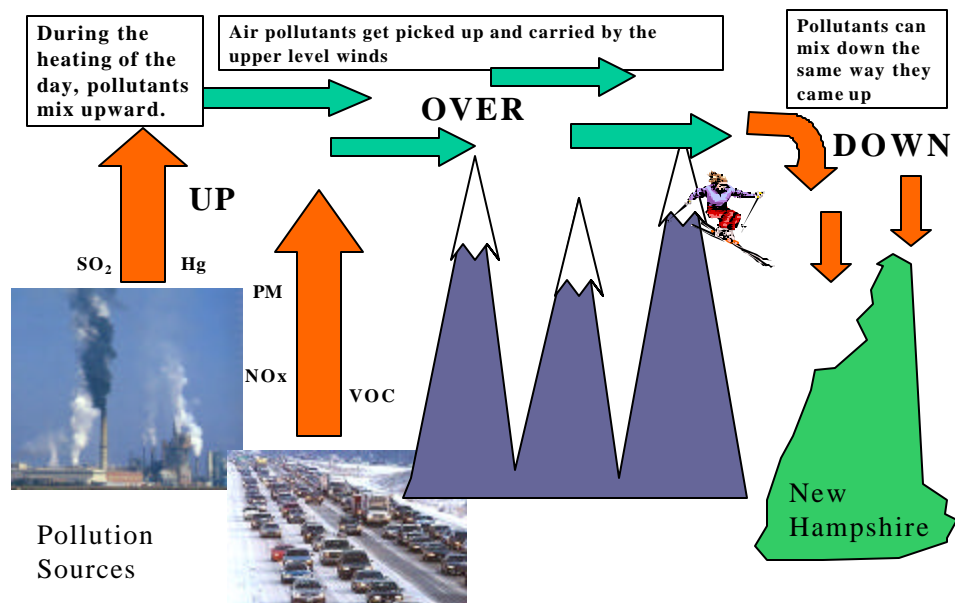 During the
heating of the
day, pollutants
mix upward.
Air pollutants get picked up and carried by the
upper level winds
Pollutants can
mix down the
same way they
came up
OVER
DOWN
UP
SO₂
Hg
PM
NOx
VOC
New
Hampshire
Pollution
Sources